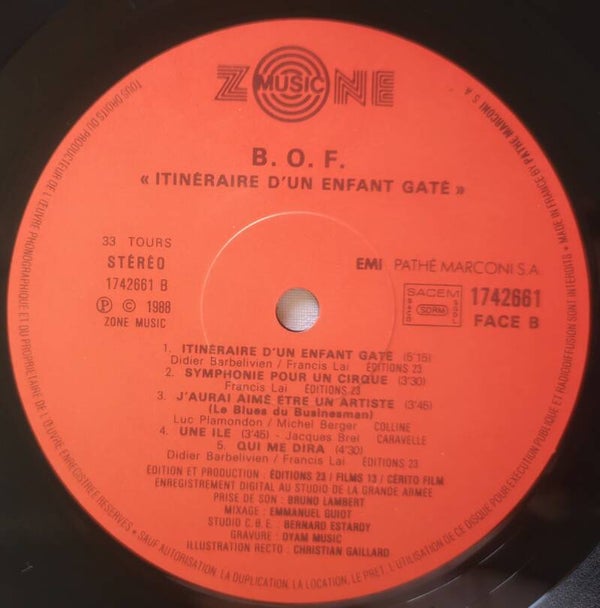 ZONE
MUSIC
B. O. F.
« ITINÉRAIRE D'UN ENFANT GATÉ »
33 TOURS
STÉRÉO
1742661 B
Ⓟ © 1988
ZONE MUSIC
EMI PATHÉ MARCONI S.A.
SACEM
SDRM
1742661
FACE B
1. ITINÉRAIRE D'UN ENFANT GATÉ (5'15)
Didier Barbelivien / Francis Lai ÉDITIONS 23
2. SYMPHONIE POUR UN CIRQUE (3'30)
Francis Lai ÉDITIONS 23
3. J'AURAI AIMÉ ÊTRE UN ARTISTE (3'45)
(Le Blues du Businesman)
Luc Plamondon / Michel Berger COLLINE
4. UNE ILE (3'45) - Jacques Brel CARAVELLE
5. QUI ME DIRA (4'30)
Didier Barbelivien / Francis Lai ÉDITIONS 23
EDITION ET PRODUCTION : ÉDITIONS 23 / FILMS 13 / CERITO FILM
ENREGISTREMENT DIGITAL AU STUDIO DE LA GRANDE ARMÉE
PRISE DE SON : BRUNO LAMBERT
MIXAGE : EMMANUEL GUIOT
STUDIO C.B.E. BERNARD ESTARDY
GRAVURE : DYAM MUSIC
ILLUSTRATION RECTO : CHRISTIAN GAILLARD
TOUS DROITS DU PRODUCTEUR DE L'ŒUVRE PHONOGRAPHIQUE ET DU PROPRIÉTAIRE DE L'ŒUVRE ENREGISTRÉE RÉSERVÉS • SAUF AUTORISATION, LA DUPLICATION, LA LOCATION, LE PRET, L'UTILISATION DE CE DISQUE POUR EXÉCUTION PUBLIQUE ET RADIODIFFUSION SONT INTERDITS • MADE IN FRANCE BY PATHE MARCONI S.A